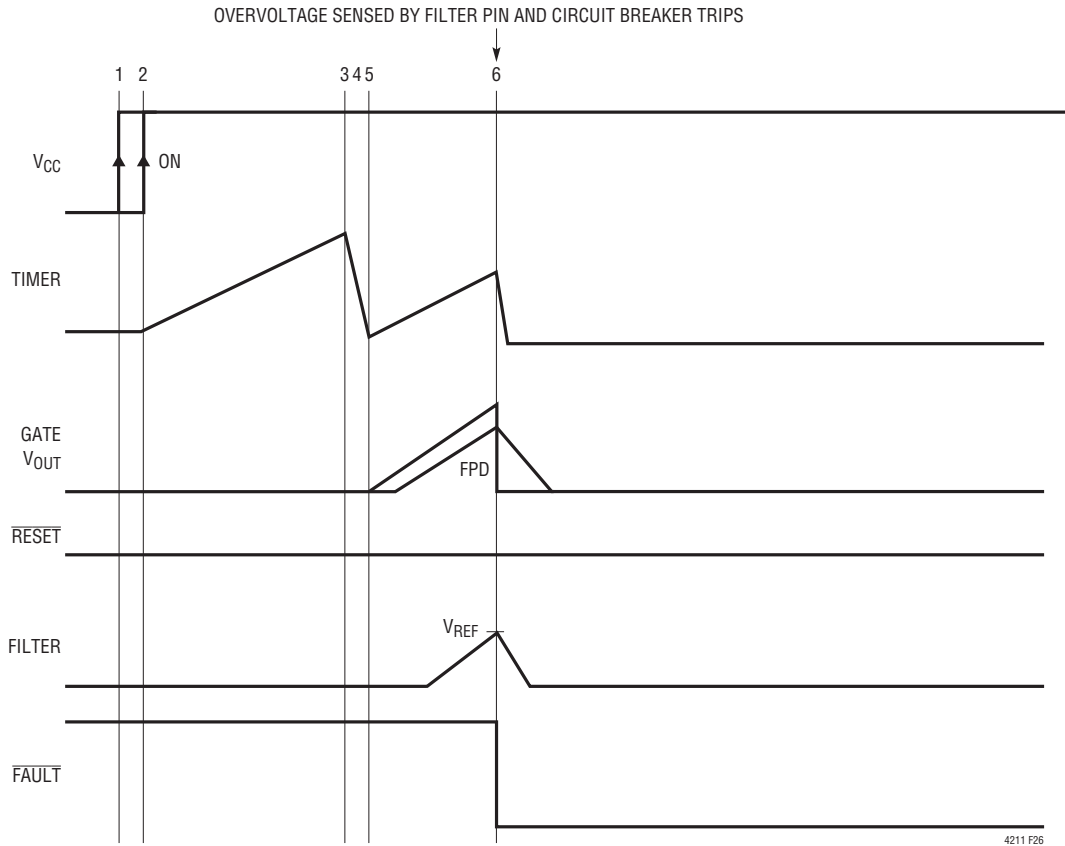 OVERVOLTAGE SENSED BY FILTER PIN AND CIRCUIT BREAKER TRIPS
1 2 3 4 5 6
VCC
ON
TIMER
GATE
VOUT
FPD
RESET
VREF
FILTER
FAULT
4211 F26